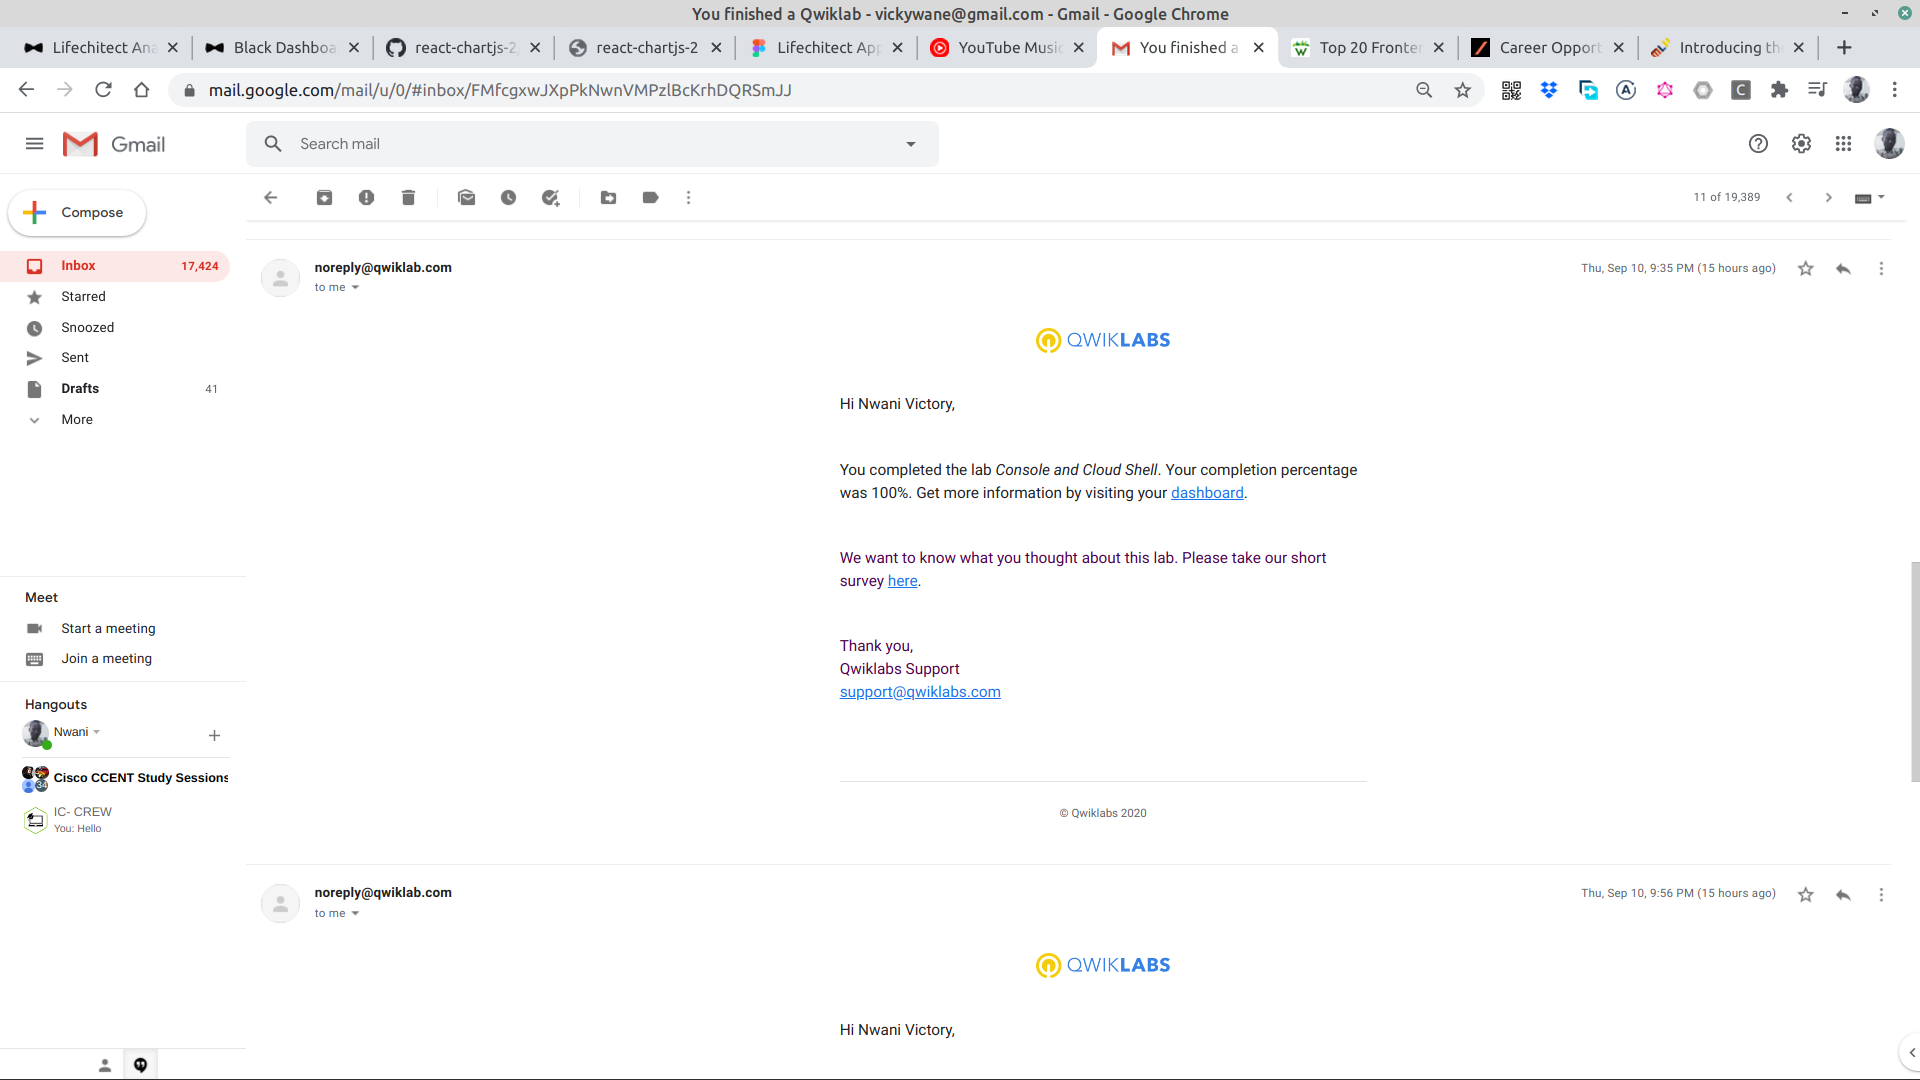 You finished a Qwiklab - vickywane@gmail.com - Gmail - Google Chrome
Lifechitect Ana
Black Dashboa
react-chartjs-2
react-chartjs-2
Lifechitect App
YouTube Music
You finished a
Top 20 Fronter
Career Opport
Introducing the
mail.google.com/mail/u/0/#inbox/FMfcgxwJXpPkNwnVMPzlBcKrhDQRSmJJ
Gmail
Search mail
11 of 19,389
Compose
Inbox 17,424
Starred
Snoozed
Sent
Drafts 41
More
Meet
Start a meeting
Join a meeting
Hangouts
Nwani
34
Cisco CCENT Study Sessions
IC- CREW
You: Hello
noreply@qwiklab.com
Thu, Sep 10, 9:35 PM (15 hours ago)
to me
QWIKLABS
Hi Nwani Victory,
You completed the lab Console and Cloud Shell. Your completion percentage
was 100%. Get more information by visiting your dashboard.
We want to know what you thought about this lab. Please take our short
survey here.
Thank you,
Qwiklabs Support
support@qwiklabs.com
© Qwiklabs 2020
noreply@qwiklab.com
Thu, Sep 10, 9:56 PM (15 hours ago)
to me
QWIKLABS
Hi Nwani Victory,